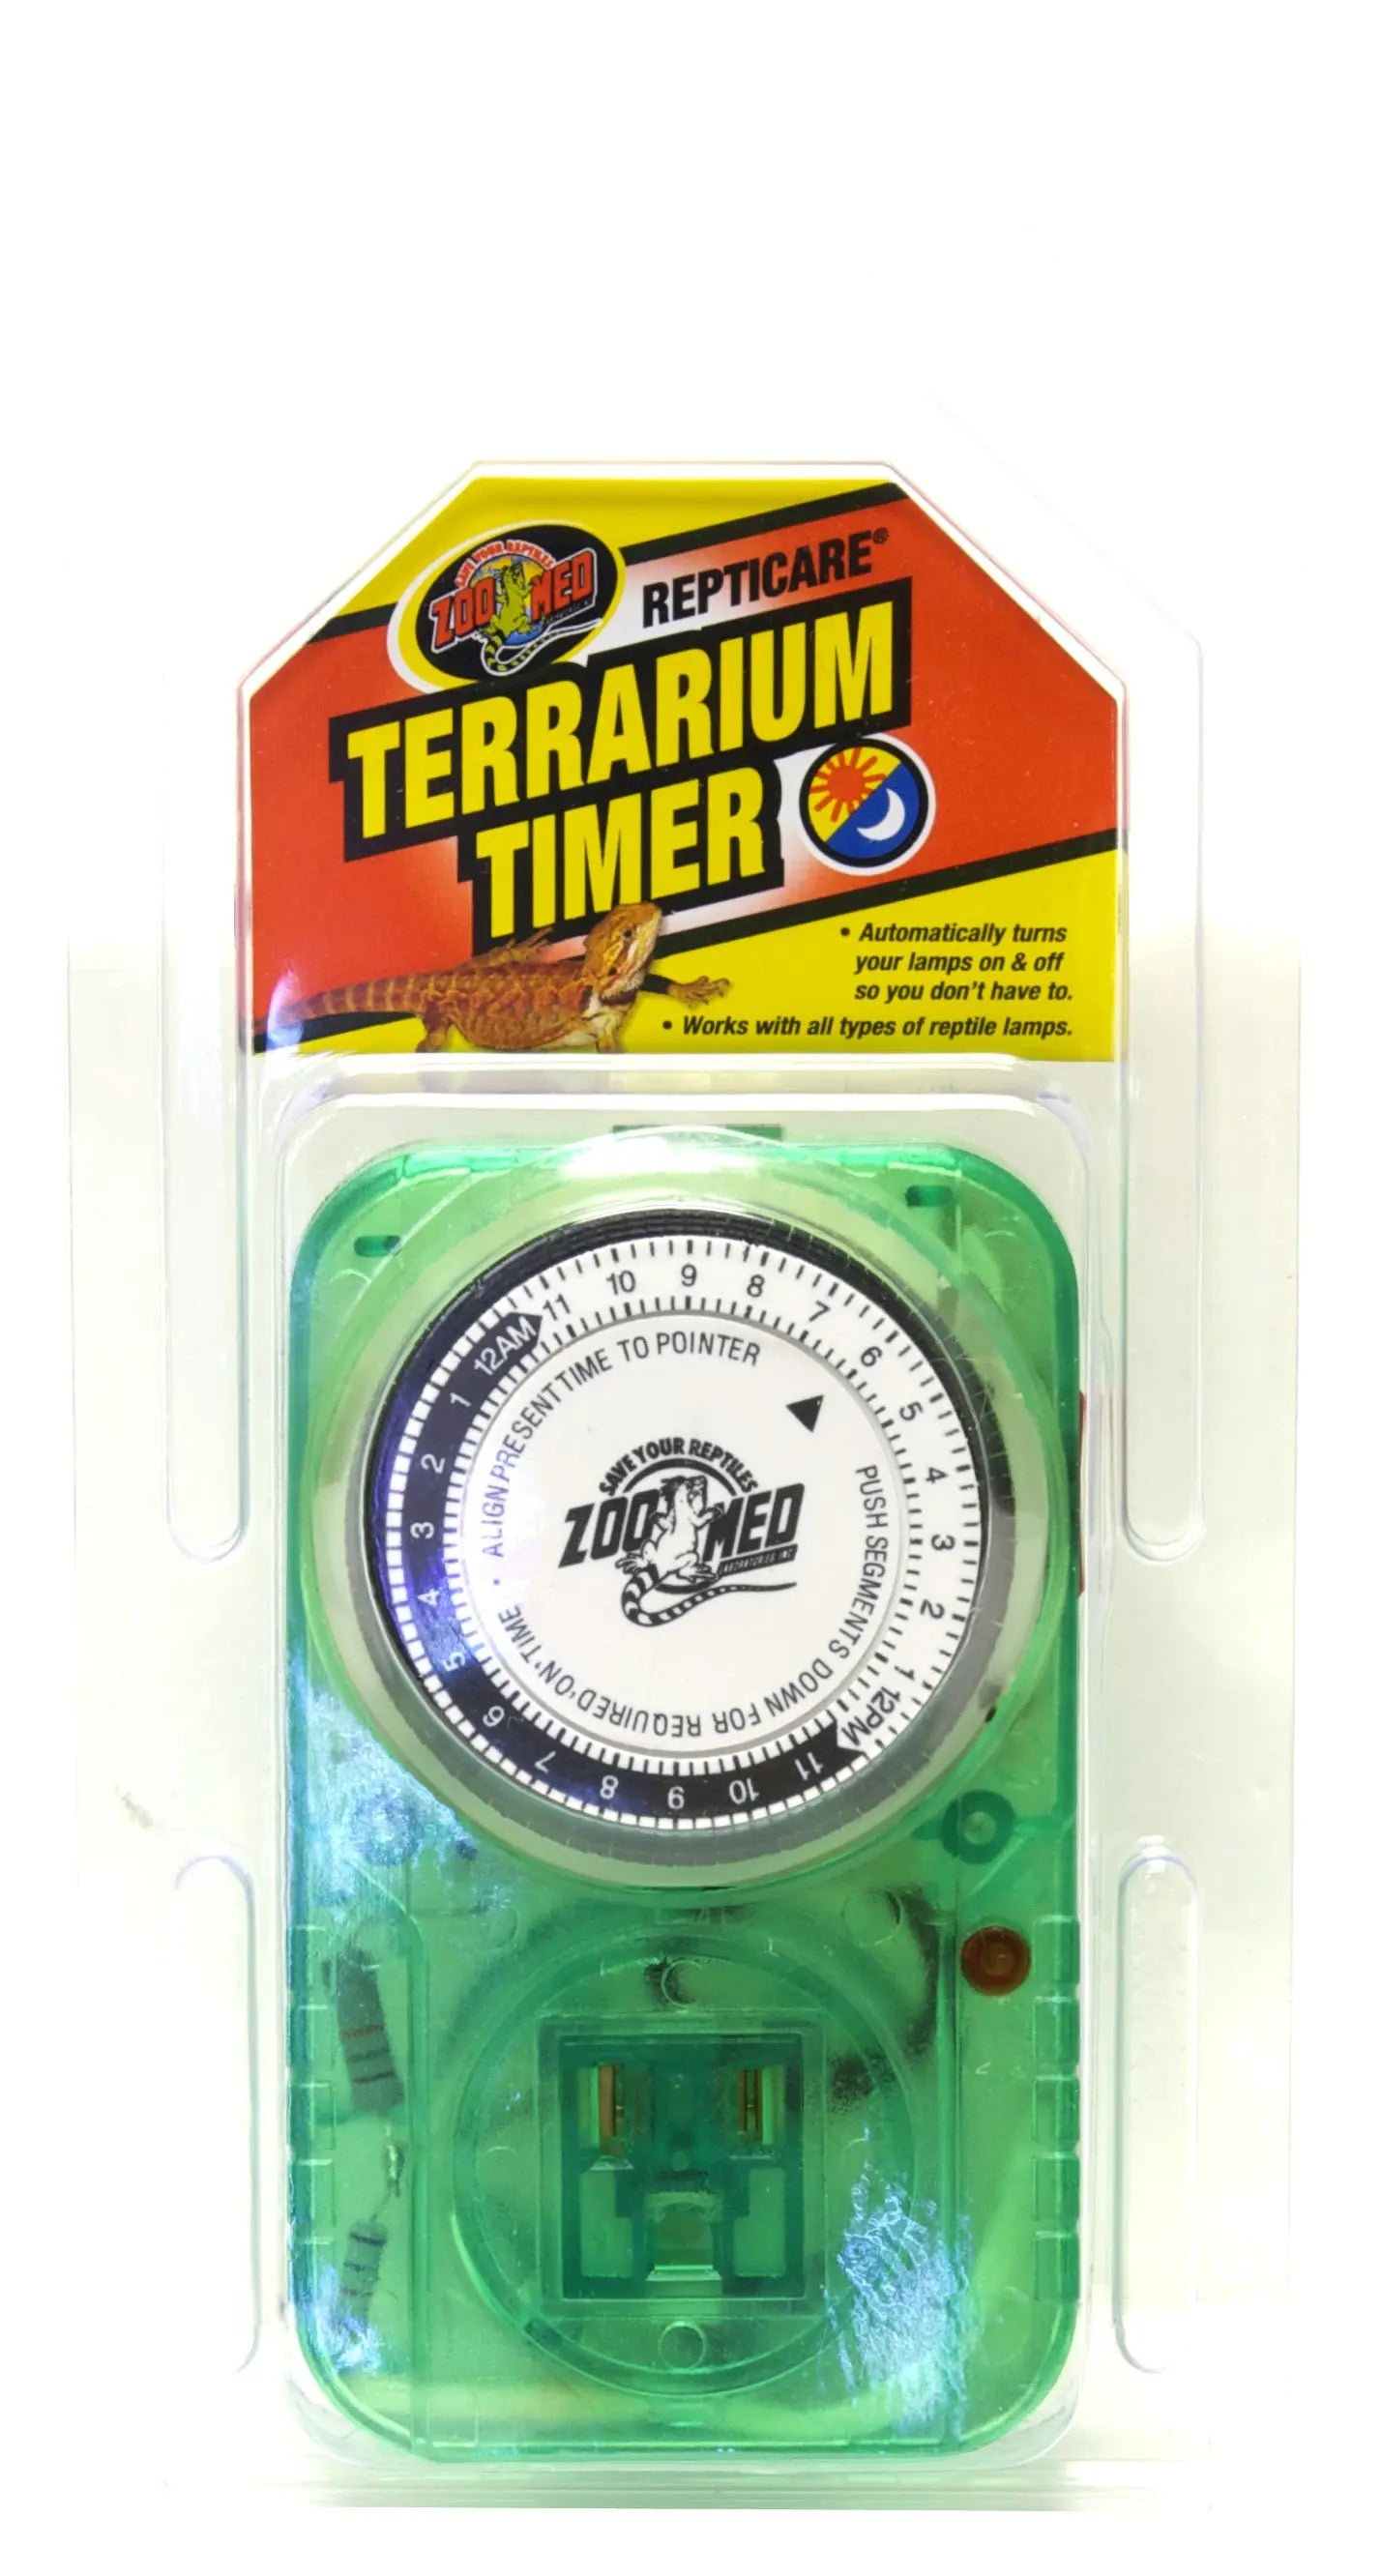 SAVE YOUR REPTILES
ZOO MED
REPTICARE®
TERRARIUM
TIMER
• Automatically turns
your lamps on & off
so you don't have to.
• Works with all types of reptile lamps.
12AM 11 10 9 8 7 6 5 4 3 2 1 12PM 11 10 9 8 7 6 5 4 3 2 1
• ALIGN PRESENT TIME TO POINTER
PUSH SEGMENTS DOWN FOR REQUIRED 'ON' TIME
SAVE YOUR REPTILES
ZOO MED
LABORATORIES INC